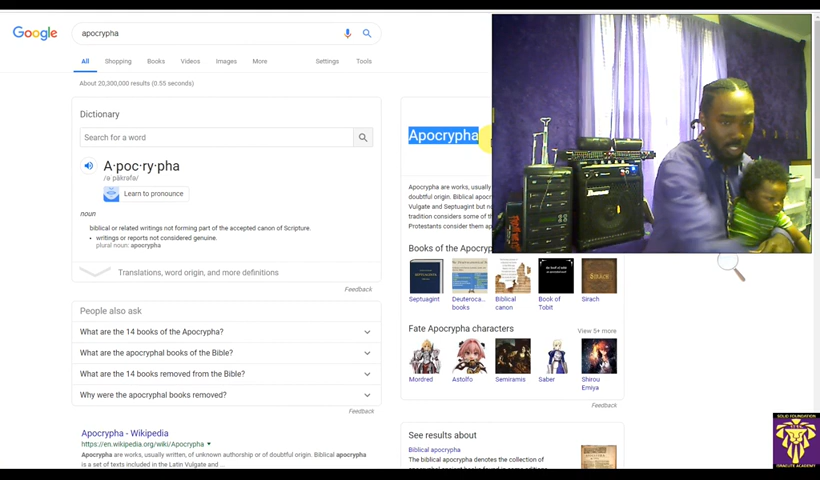 Google
apocrypha
All Shopping Books Videos Images More Settings Tools
About 20,300,000 results (0.55 seconds)
Dictionary
Search for a word
A·poc·ry·pha
/əˈpäkrəfə/
Learn to pronounce
noun
biblical or related writings not forming part of the accepted canon of Scripture.
• writings or reports not considered genuine.
plural noun: apocrypha
Translations, word origin, and more definitions
Feedback
People also ask
What are the 14 books of the Apocrypha?
What are the apocryphal books of the Bible?
What are the 14 books removed from the Bible?
Why were the apocryphal books removed?
Feedback
Apocrypha - Wikipedia
https://en.wikipedia.org/wiki/Apocrypha
Apocrypha are works, usually written, of unknown authorship or of doubtful origin. Biblical apocrypha
is a set of texts included in the Latin Vulgate and ...
Apocrypha
Apocrypha are works, usually
doubtful origin. Biblical apocr
Vulgate and Septuagint but n
tradition considers some of th
Protestants consider them ap
Books of the Apocryp
Septuagint
Deuteroca...
books
Biblical
canon
Book of
Tobit
Sirach
Fate Apocrypha characters
View 5+ more
Mordred
Astolfo
Semiramis
Saber
Shirou
Emiya
Feedback
See results about
Biblical apocrypha
The biblical apocrypha denotes the collection of
Ibanez
SOLID FOUNDATION
ISRAELITE ACADEMY